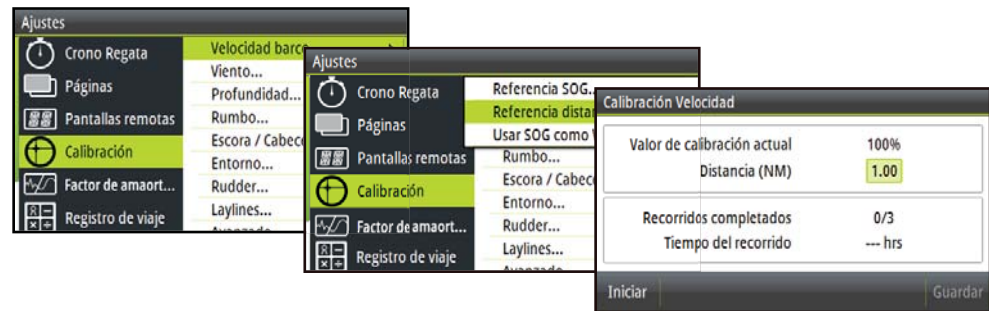 Ajustes
Crono Regata
Páginas
Pantallas remotas
Calibración
Factor de amaort...
Registro de viaje
Velocidad barco
Viento...
Profundidad...
Rumbo...
Escora / Cabec
Entorno...
Rudder...
Laylines...
Ajustes
Crono Regata
Páginas
Pantallas remotas
Calibración
Factor de amaort...
Registro de viaje
Referencia SOG..
Referencia distan
Usar SOG como
Rumbo...
Escora / Cabec
Entorno...
Rudder...
Laylines...
Calibración Velocidad
Valor de calibración actual 100%
Distancia (NM) 1.00
Recorridos completados 0/3
Tiempo del recorrido --- hrs
Iniciar Guardar